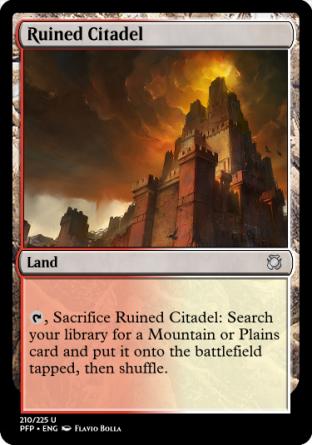 Ruined Citadel
Land
, Sacrifice Ruined Citadel: Search
your library for a Mountain or Plains
card and put it onto the battlefield
tapped, then shuffle.
210/225 U
PFP • ENG Flavio Bolla